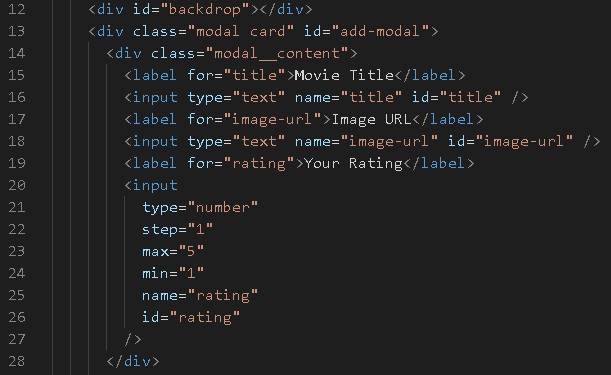 12 <div id="backdrop"></div>
13 <div class="modal card" id="add-modal">
14 <div class="modal__content">
15 <label for="title">Movie Title</label>
16 <input type="text" name="title" id="title" />
17 <label for="image-url">Image URL</label>
18 <input type="text" name="image-url" id="image-url" />
19 <label for="rating">Your Rating</label>
20 <input
21 type="number"
22 step="1"
23 max="5"
24 min="1"
25 name="rating"
26 id="rating"
27 />
28 </div>